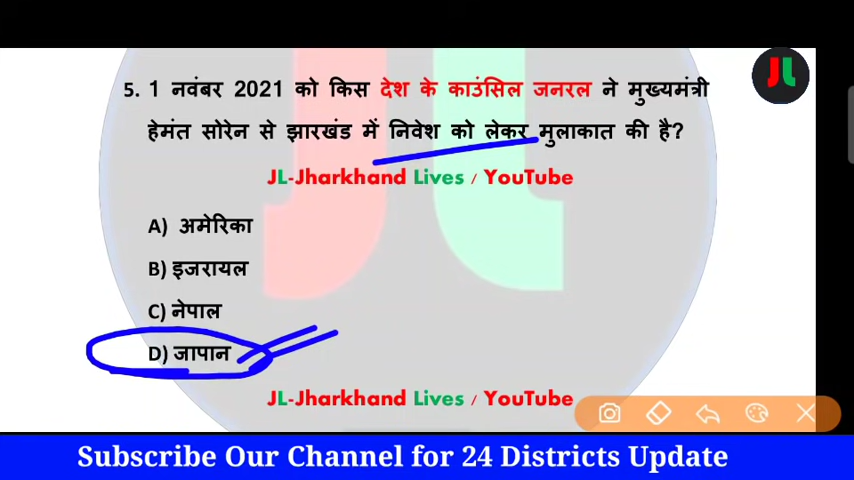 JL
5. 1 नवंबर 2021 को किस देश के काउंसिल जनरल ने मुख्यमंत्री
हेमंत सोरेन से झारखंड में निवेश को लेकर मुलाकात की है?
JL-Jharkhand Lives / YouTube
A) अमेरिका
B) इजरायल
C) नेपाल
D) जापान
JL-Jharkhand Lives / YouTube
Subscribe Our Channel for 24 Districts Update